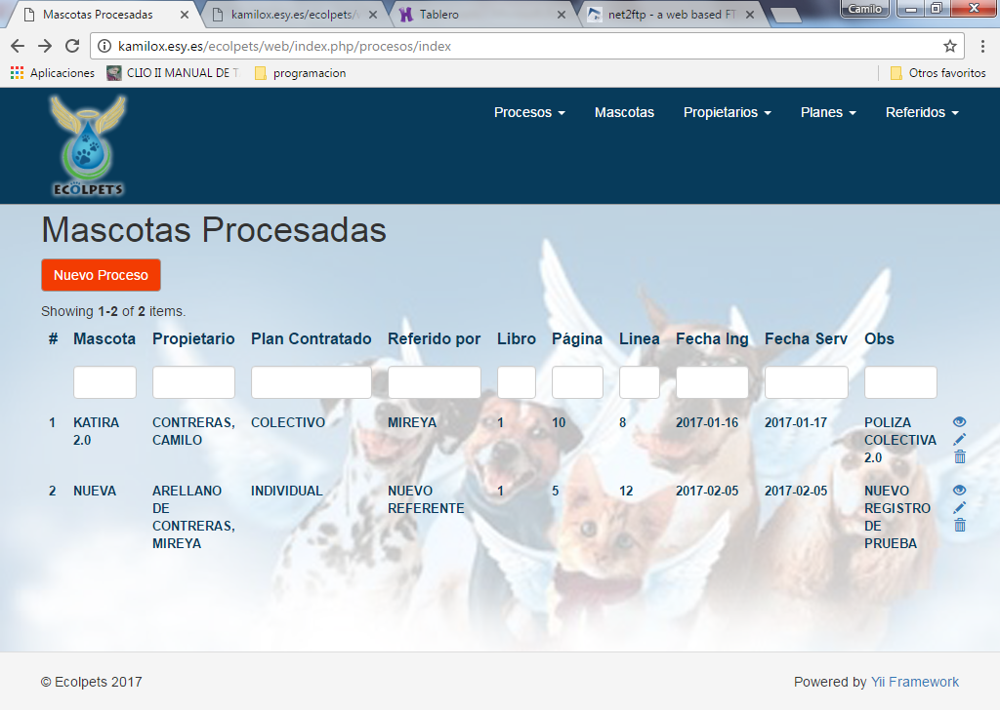 Mascotas Procesadas
kamilox.esy.es/ecolpets/
Tablero
net2ftp - a web based FT
Camilo
kamilox.esy.es/ecolpets/web/index.php/procesos/index
Aplicaciones
CLIO II MANUAL DE T
programacion
Otros favoritos
ECOLPETS
Procesos
Mascotas
Propietarios
Planes
Referidos
Mascotas Procesadas
Nuevo Proceso
Showing 1-2 of 2 items.
# Mascota Propietario Plan Contratado Referido por Libro Página Linea Fecha Ing Fecha Serv Obs
1 KATIRA CONTRERAS, COLECTIVO MIREYA 1 10 8 2017-01-16 2017-01-17 POLIZA
2.0 CAMILO COLECTIVA
2.0
2 NUEVA ARELLANO INDIVIDUAL NUEVO 1 5 12 2017-02-05 2017-02-05 NUEVO
DE REFERENTE REGISTRO
CONTRERAS, DE
MIREYA PRUEBA
© Ecolpets 2017
Powered by Yii Framework